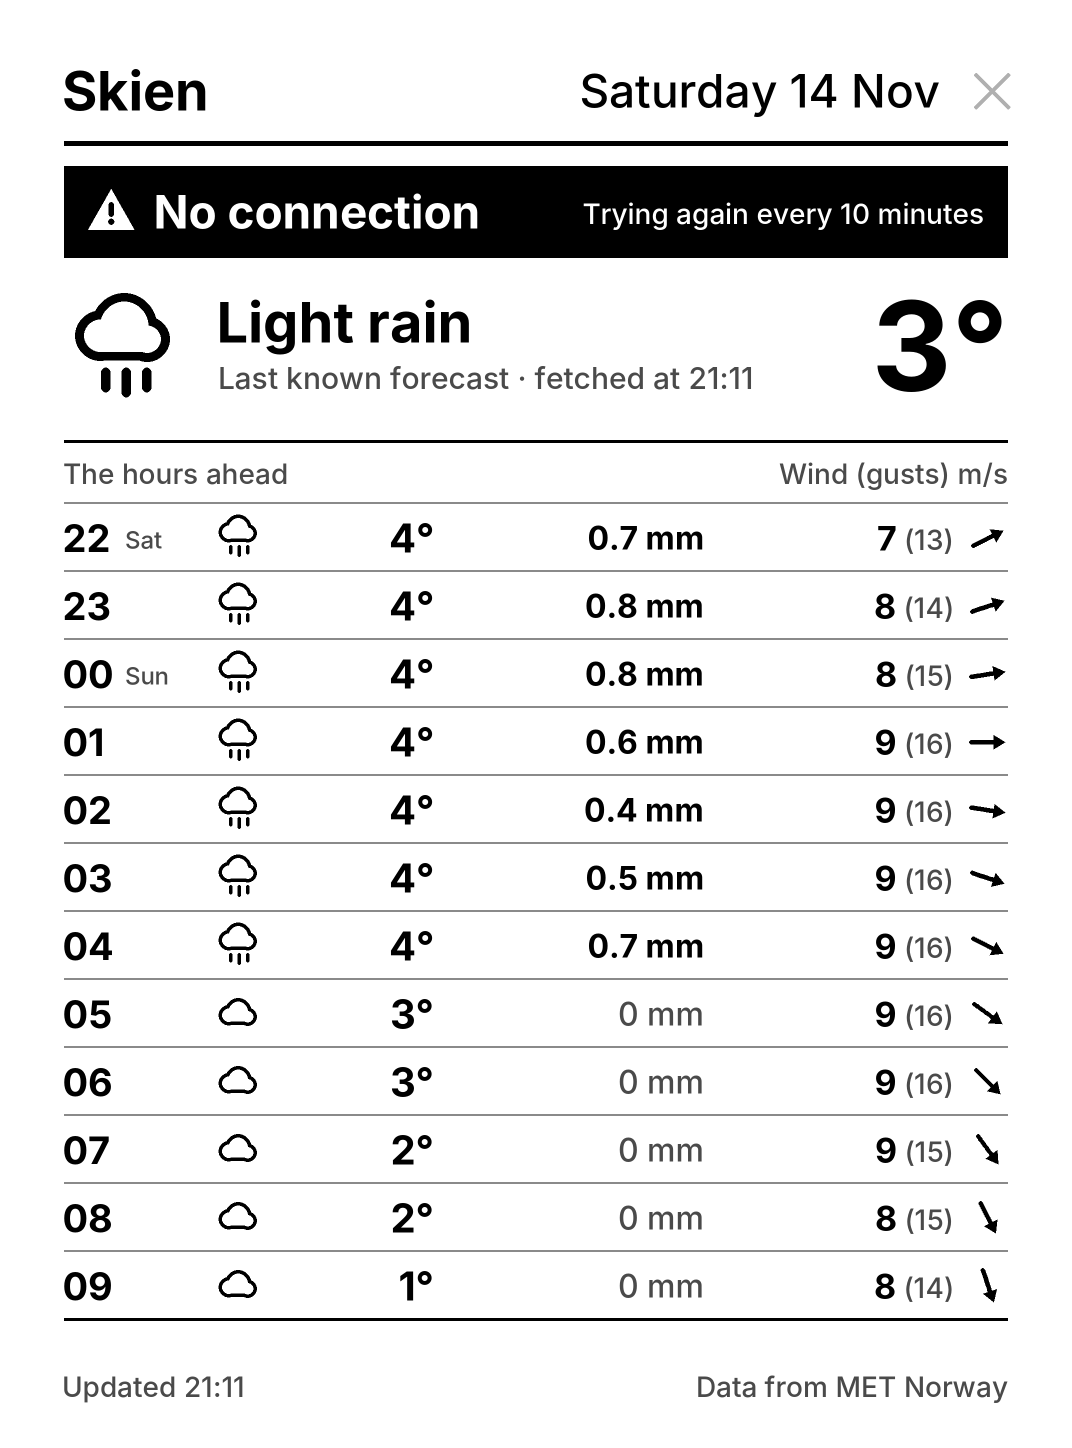 Skien Saturday 14 Nov
No connection Trying again every 10 minutes
Light rain 3°
Last known forecast · fetched at 21:11
The hours ahead Wind (gusts) m/s
22 Sat 4° 0.7 mm 7 (13)
23 4° 0.8 mm 8 (14)
00 Sun 4° 0.8 mm 8 (15)
01 4° 0.6 mm 9 (16)
02 4° 0.4 mm 9 (16)
03 4° 0.5 mm 9 (16)
04 4° 0.7 mm 9 (16)
05 3° 0 mm 9 (16)
06 3° 0 mm 9 (16)
07 2° 0 mm 9 (15)
08 2° 0 mm 8 (15)
09 1° 0 mm 8 (14)
Updated 21:11 Data from MET Norway